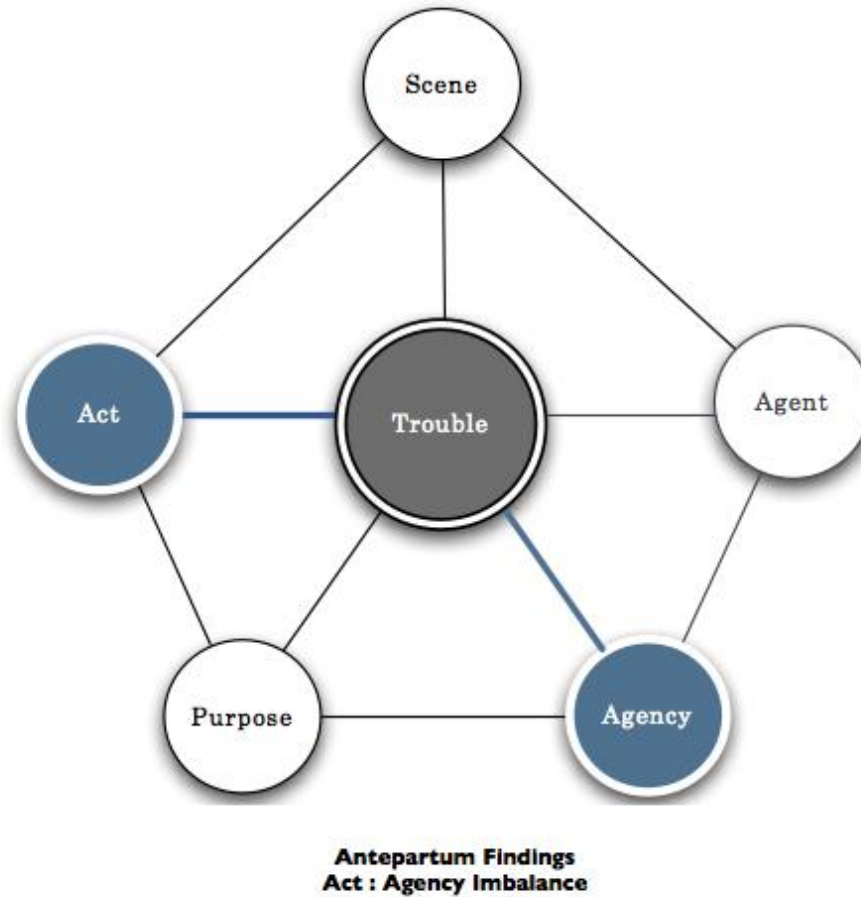 Scene
Act
Trouble
Agent
Purpose
Agency
Antepartum Findings
Act : Agency Imbalance